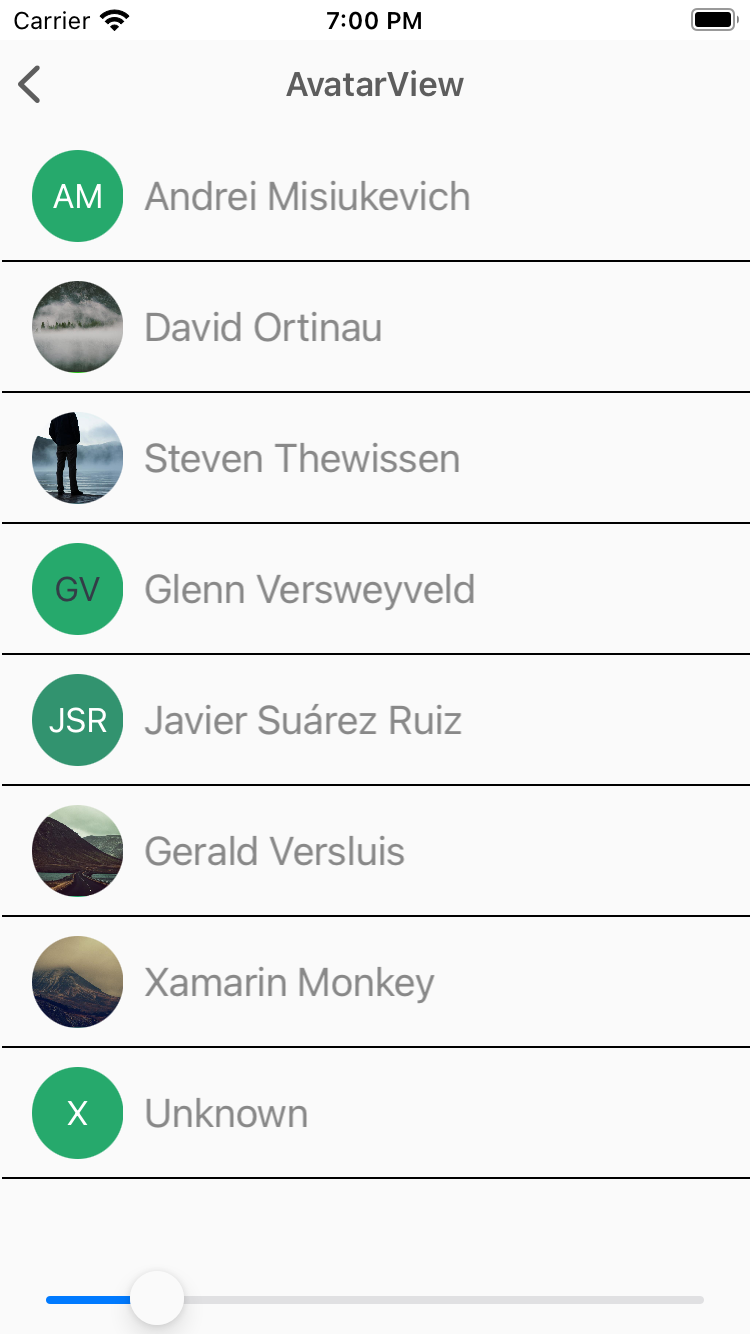 Carrier 7:00 PM
AvatarView
AM Andrei Misiukevich
David Ortinau
Steven Thewissen
GV Glenn Versweyveld
JSR Javier Suárez Ruiz
Gerald Versluis
Xamarin Monkey
X Unknown